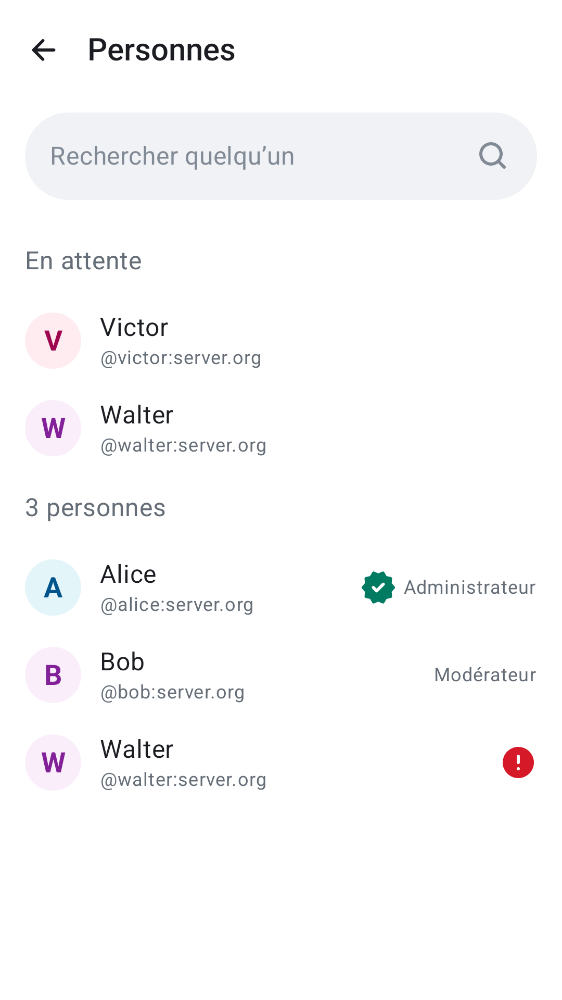 Personnes
Rechercher quelqu’un
En attente
V
Victor
@victor:server.org
W
Walter
@walter:server.org
3 personnes
A
Alice
@alice:server.org
Administrateur
B
Bob
@bob:server.org
Modérateur
W
Walter
@walter:server.org